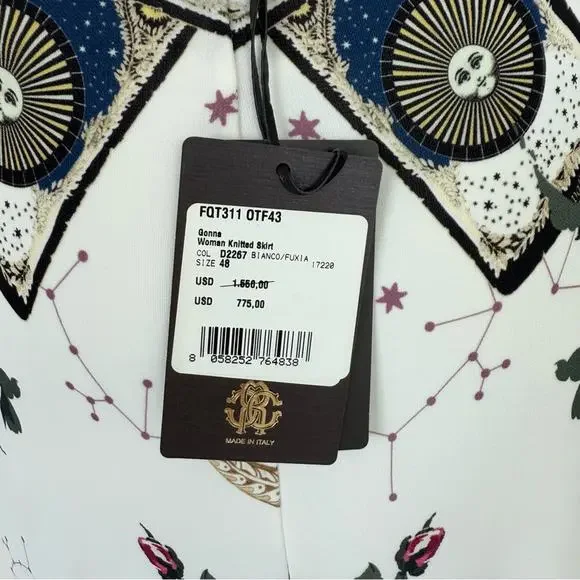 FQT311 OTF43
Gonna
Woman Knitted Skirt
COL D2267 BIANCO/FUXIA
SIZE 48 17220
USD 1.550,00
USD 775,00
8 058252 764838
MADE IN ITALY